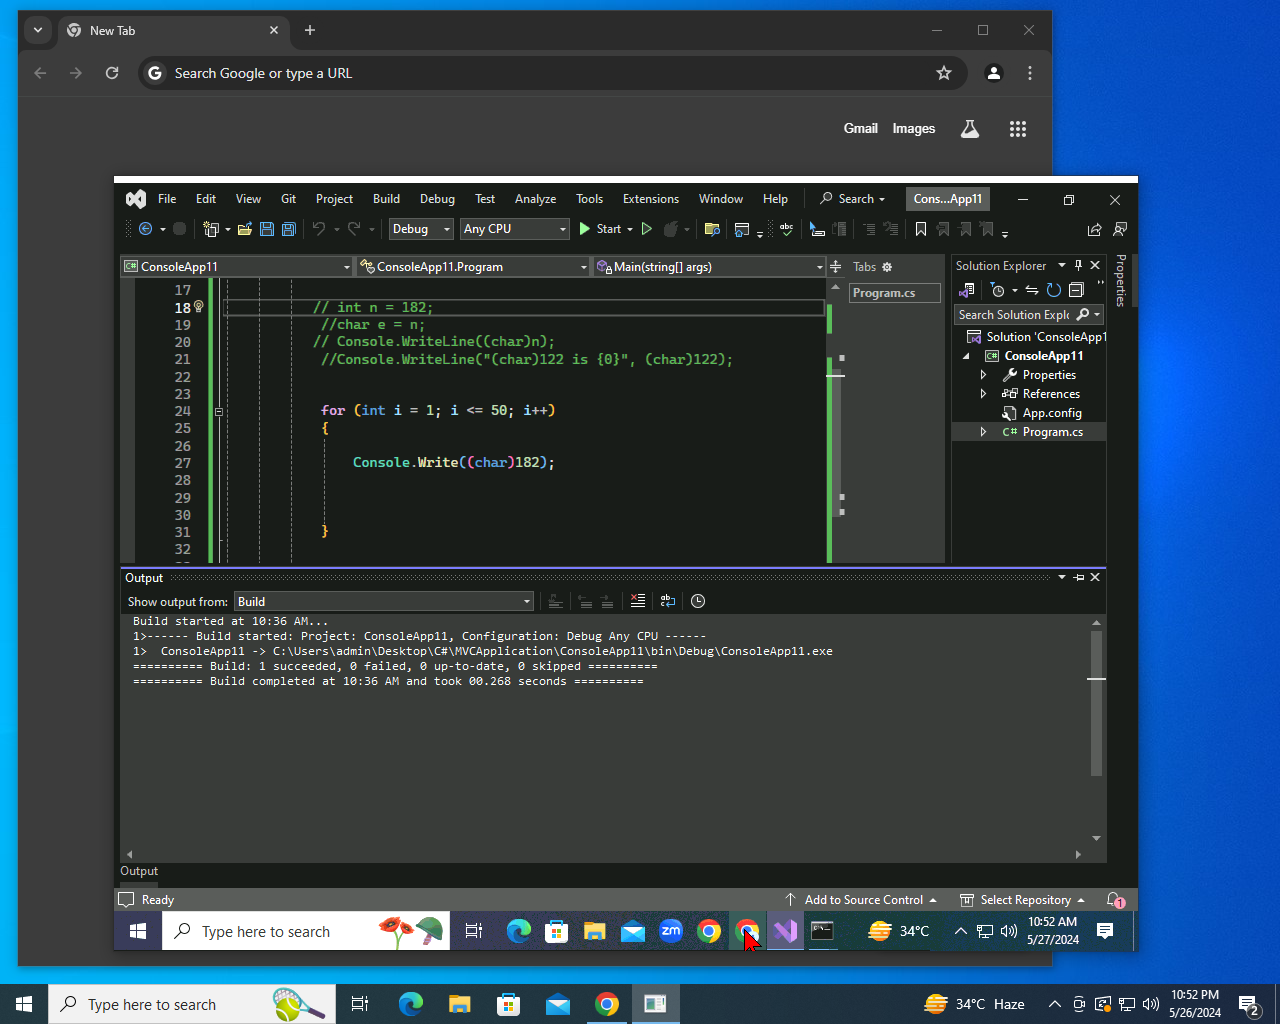 New Tab
Search Google or type a URL
Gmail Images
File Edit View Git Project Build Debug Test Analyze Tools Extensions Window Help Search Cons...App11
Debug Any CPU Start
ConsoleApp11 ConsoleApp11.Program Main(string[] args) Tabs
Program.cs
17
18 // int n = 182;
19 //char e = n;
20 // Console.WriteLine((char)n);
21 //Console.WriteLine("(char)122 is {0}", (char)122);
22
23
24 for (int i = 1; i <= 50; i++)
25 {
26
27 Console.Write((char)182);
28
29
30
31 }
32
Solution Explorer
Search Solution Explo
Solution 'ConsoleApp1
ConsoleApp11
Properties
References
App.config
Program.cs
Properties
Output
Show output from: Build
Build started at 10:36 AM...
1>------ Build started: Project: ConsoleApp11, Configuration: Debug Any CPU ------
1> ConsoleApp11 -> C:\Users\admin\Desktop\C#\MVCApplication\ConsoleApp11\bin\Debug\ConsoleApp11.exe
========== Build: 1 succeeded, 0 failed, 0 up-to-date, 0 skipped ==========
========== Build completed at 10:36 AM and took 00.268 seconds ==========
Output
Ready Add to Source Control Select Repository 1
Type here to search zm 34°C 10:52 AM
5/27/2024
Type here to search 34°C Haze 10:52 PM
5/26/2024 2